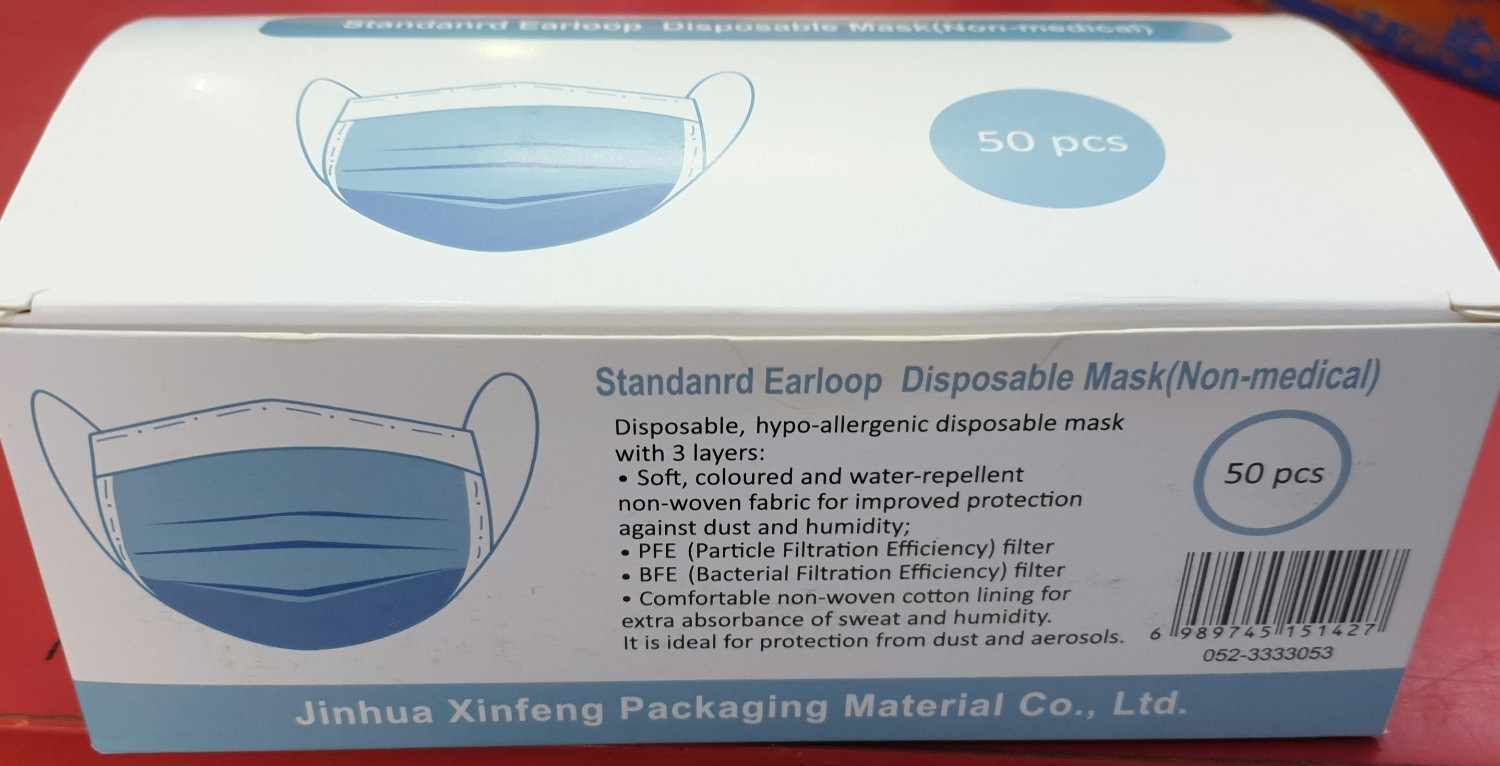 Standanrd Earloop Disposable Mask(Non-medical)
50 pcs
Standanrd Earloop Disposable Mask(Non-medical)
Disposable, hypo-allergenic disposable mask
with 3 layers:
• Soft, coloured and water-repellent
non-woven fabric for improved protection
against dust and humidity;
• PFE (Particle Filtration Efficiency) filter
• BFE (Bacterial Filtration Efficiency) filter
• Comfortable non-woven cotton lining for
extra absorbance of sweat and humidity.
It is ideal for protection from dust and aerosols.
50 pcs
6 989745 151427
052-3333053
Jinhua Xinfeng Packaging Material Co., Ltd.